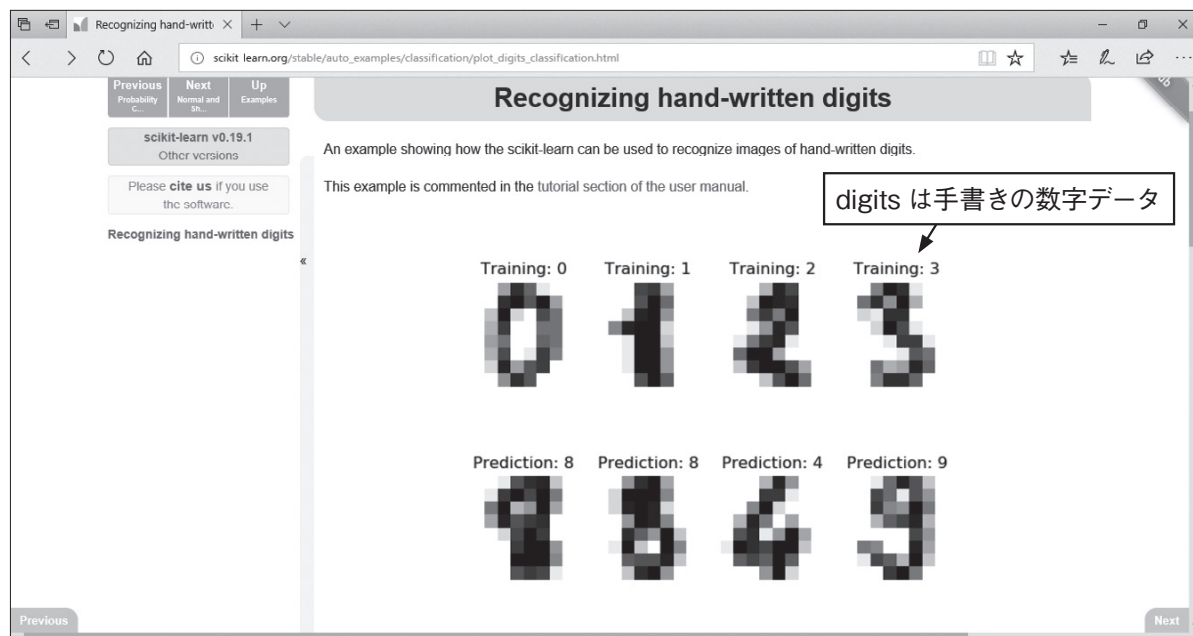 Recognizing hand-writt
scikit learn.org/stable/auto_examples/classification/plot_digits_classification.html
Previous
Probability
C...
Next
Normal and
Sh...
Up
Examples
Recognizing hand-written digits
scikit-learn v0.19.1
Other versions
Please cite us if you use
the software.
Recognizing hand-written digits
«
An example showing how the scikit-learn can be used to recognize images of hand-written digits.
This example is commented in the tutorial section of the user manual.
digits は手書きの数字データ
Training: 0 Training: 1 Training: 2 Training: 3
Prediction: 8 Prediction: 8 Prediction: 4 Prediction: 9
Previous
Next